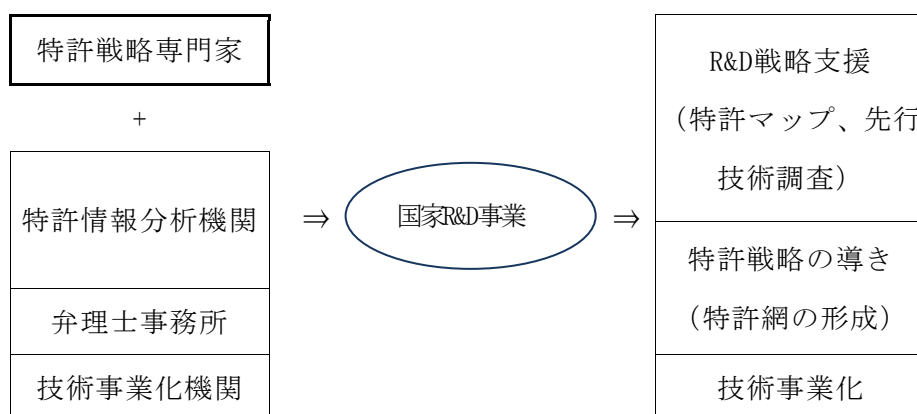 特許戦略専門家
+
特許情報分析機関
弁理士事務所
技術事業化機関
⇒
国家R&D事業
⇒
R&D戦略支援
（特許マップ、先行
技術調査）
特許戦略の導き
（特許網の形成）
技術事業化